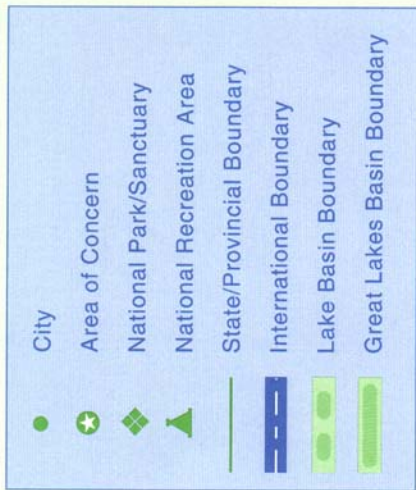 City
Area of Concern
National Park/Sanctuary
National Recreation Area
State/Provincial Boundary
International Boundary
Lake Basin Boundary
Great Lakes Basin Boundary